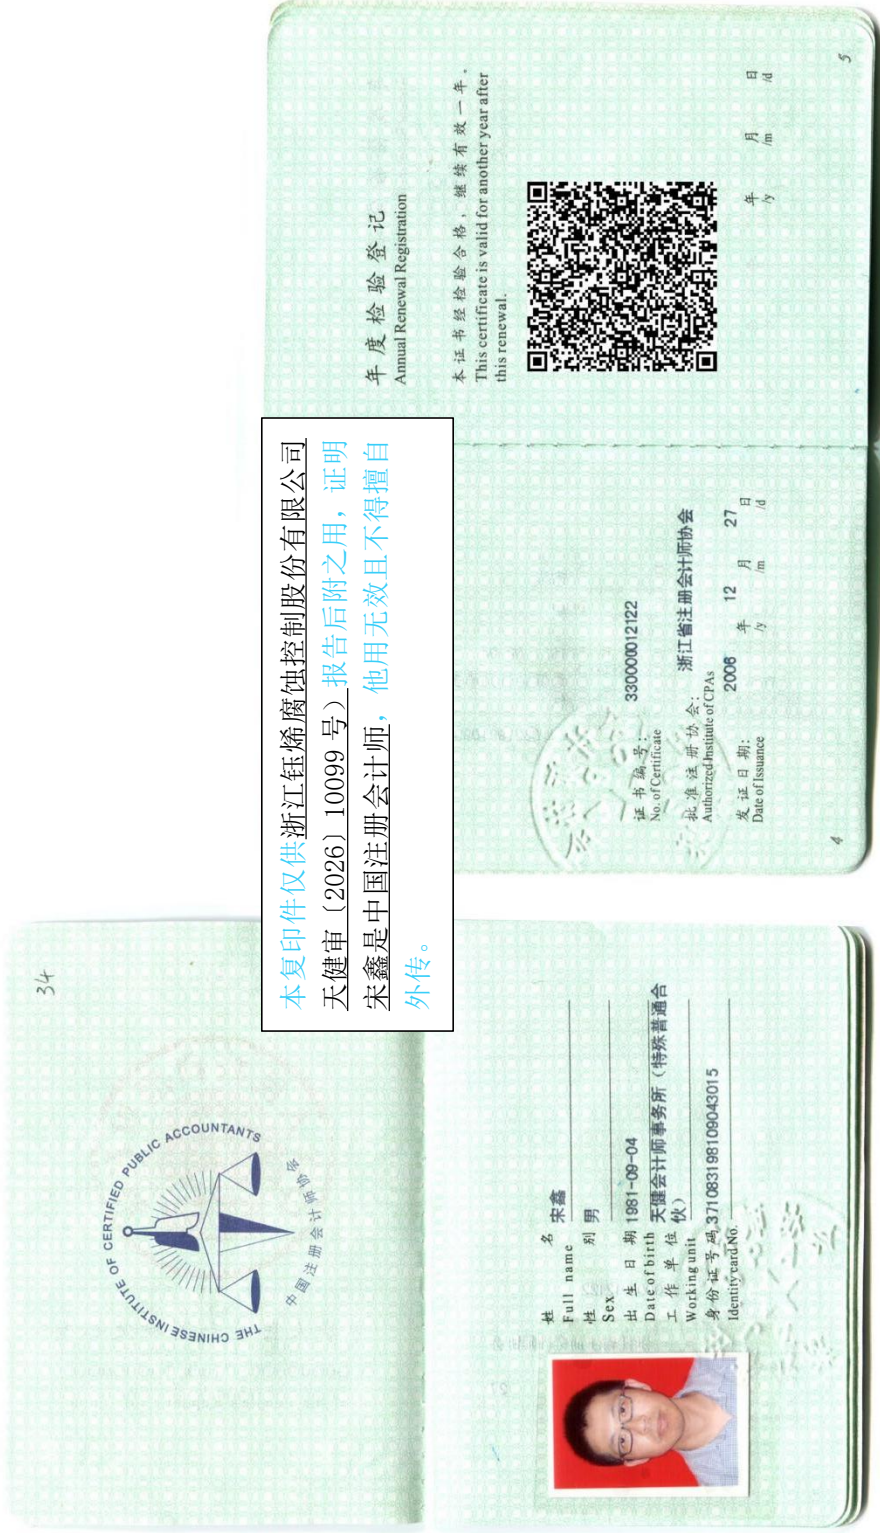 34
THE CHINESE INSTITUTE OF CERTIFIED PUBLIC ACCOUNTANTS
中国注册会计师协会
姓名 宋鑫
Full name
性别 男
Sex
出生日期 1981-09-04
Date of birth
工作单位 天健会计师事务所（特殊普通合
伙）
Working unit
身份证号码 371083198109043015
Identity card No.
本复印件仅供浙江钰烯腐蚀控制股份有限公司
天健审〔2026〕10099 号）报告后附之用，证明
宋鑫是中国注册会计师，他用无效且不得擅自
外传。
证书编号： 330000012122
No. of Certificate
批准注册协会： 浙江省注册会计师协会
Authorized Institute of CPAs
发证日期： 2006 年 12 月 27 日
Date of Issuance /y /m /d
4
年度检验登记
Annual Renewal Registration
本证书经检验合格，继续有效一年。
This certificate is valid for another year after
this renewal.
年 月 日
/y /m /d
5